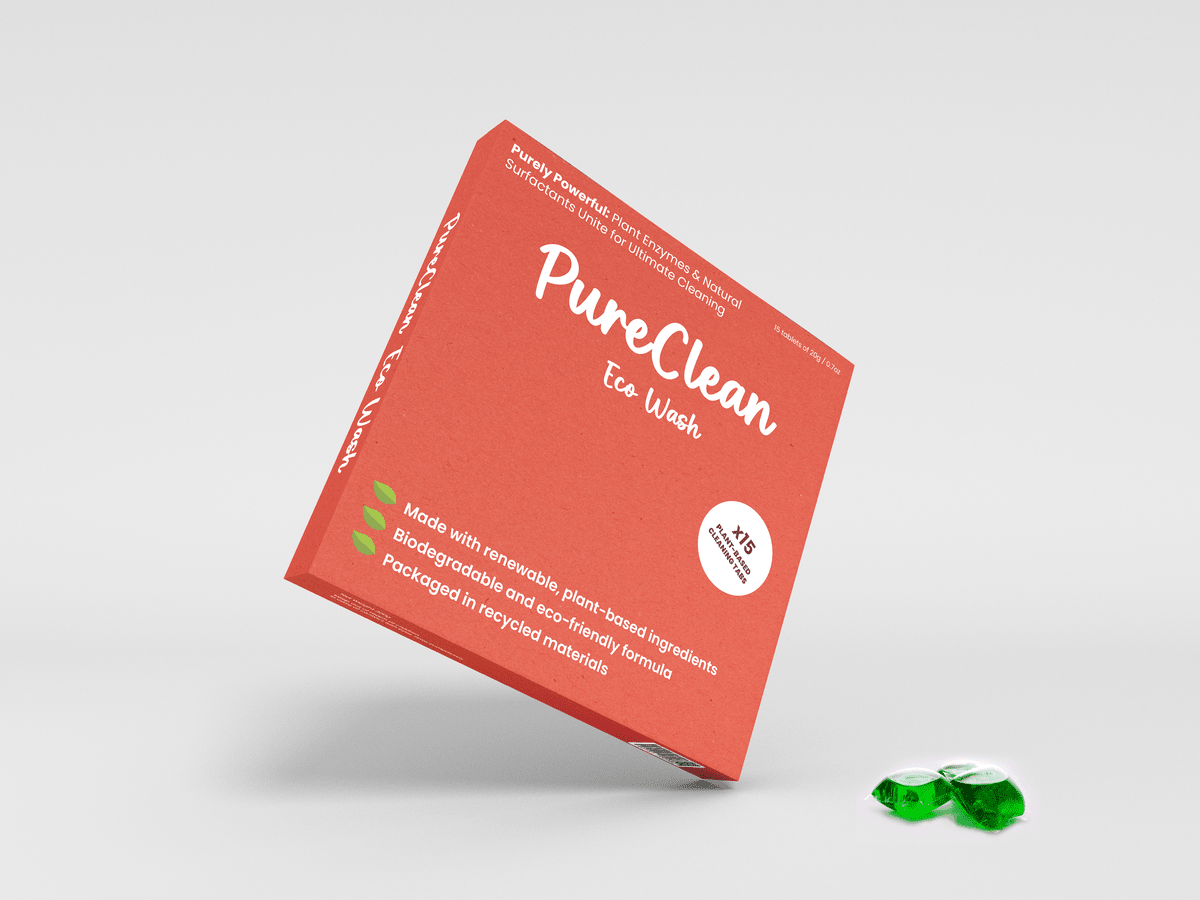 Purely Powerful: Plant Enzymes & Natural
Surfactants Unite for Ultimate Cleaning
15 tablets of 20g / 0.7oz
PureClean
Eco Wash
PureClean Eco Wash
x15
PLANT-BASED
CLEANING TABS
Made with renewable, plant-based ingredients
Biodegradable and eco-friendly formula
Packaged in recycled materials